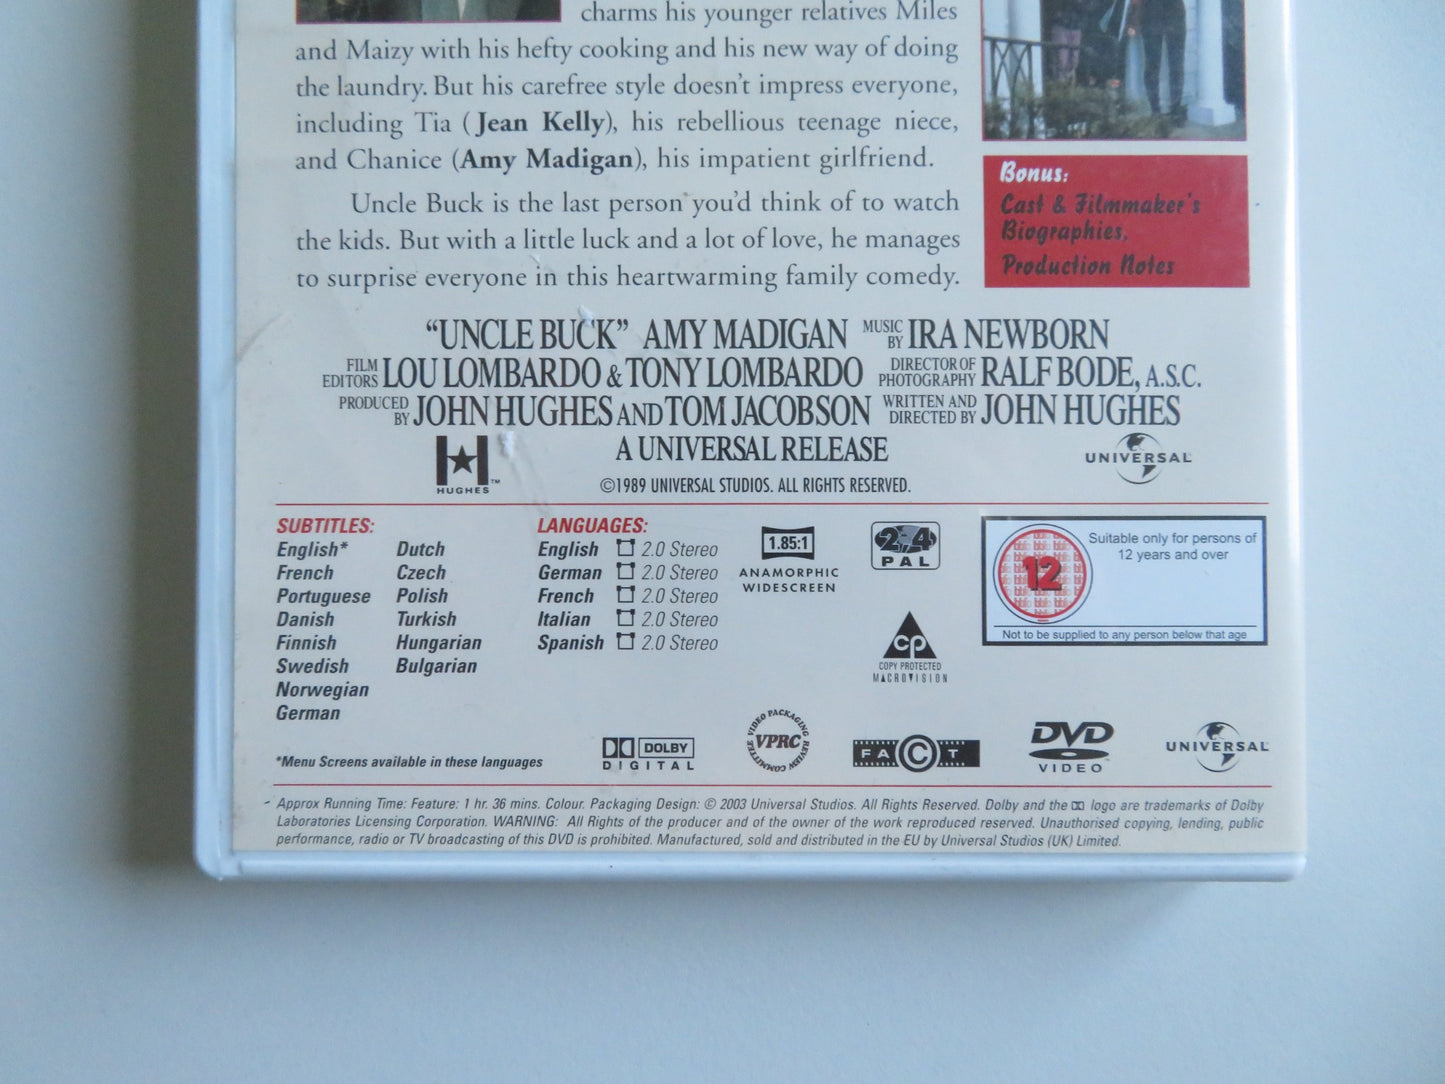 charms his younger relatives Miles
and Maizy with his hefty cooking and his new way of doing
the laundry. But his carefree style doesn't impress everyone,
including Tia (Jean Kelly), his rebellious teenage niece,
and Chanice (Amy Madigan), his impatient girlfriend.
Uncle Buck is the last person you'd think of to watch
the kids. But with a little luck and a lot of love, he manages
to surprise everyone in this heartwarming family comedy.
Bonus:
Cast & Filmmaker's
Biographies,
Production Notes
"UNCLE BUCK" AMY MADIGAN MUSIC BY IRA NEWBORN
FILM EDITORS LOU LOMBARDO & TONY LOMBARDO DIRECTOR OF PHOTOGRAPHY RALF BODE, A.S.C.
PRODUCED BY JOHN HUGHES AND TOM JACOBSON WRITTEN AND DIRECTED BY JOHN HUGHES
A UNIVERSAL RELEASE
HUGHES™
UNIVERSAL
©1989 UNIVERSAL STUDIOS. ALL RIGHTS RESERVED.
SUBTITLES:
English*
French
Portuguese
Danish
Finnish
Swedish
Norwegian
German
Dutch
Czech
Polish
Turkish
Hungarian
Bulgarian
*Menu Screens available in these languages
LANGUAGES:
English 2.0 Stereo
German 2.0 Stereo
French 2.0 Stereo
Italian 2.0 Stereo
Spanish 2.0 Stereo
1.85:1
ANAMORPHIC
WIDESCREEN
2 4
PAL
cp
COPY PROTECTED
MACROVISION
12
Suitable only for persons of
12 years and over
Not to be supplied to any person below that age
DOLBY
DIGITAL
VIDEO PACKAGING REVIEW COMMITTEE
VPRC
FACT
DVD
VIDEO™
UNIVERSAL
Approx Running Time: Feature: 1 hr. 36 mins. Colour. Packaging Design: © 2003 Universal Studios. All Rights Reserved. Dolby and the logo are trademarks of Dolby
Laboratories Licensing Corporation. WARNING: All Rights of the producer and of the owner of the work reproduced reserved. Unauthorised copying, lending, public
performance, radio or TV broadcasting of this DVD is prohibited. Manufactured, sold and distributed in the EU by Universal Studios (UK) Limited.